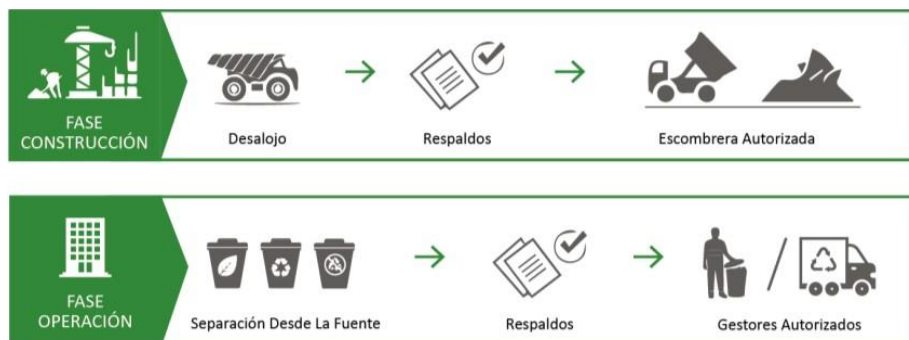 FASE
CONSTRUCCIÓN
Desalojo
Respaldos
Escombrera Autorizada
FASE
OPERACIÓN
Separación Desde La Fuente
Respaldos
Gestores Autorizados